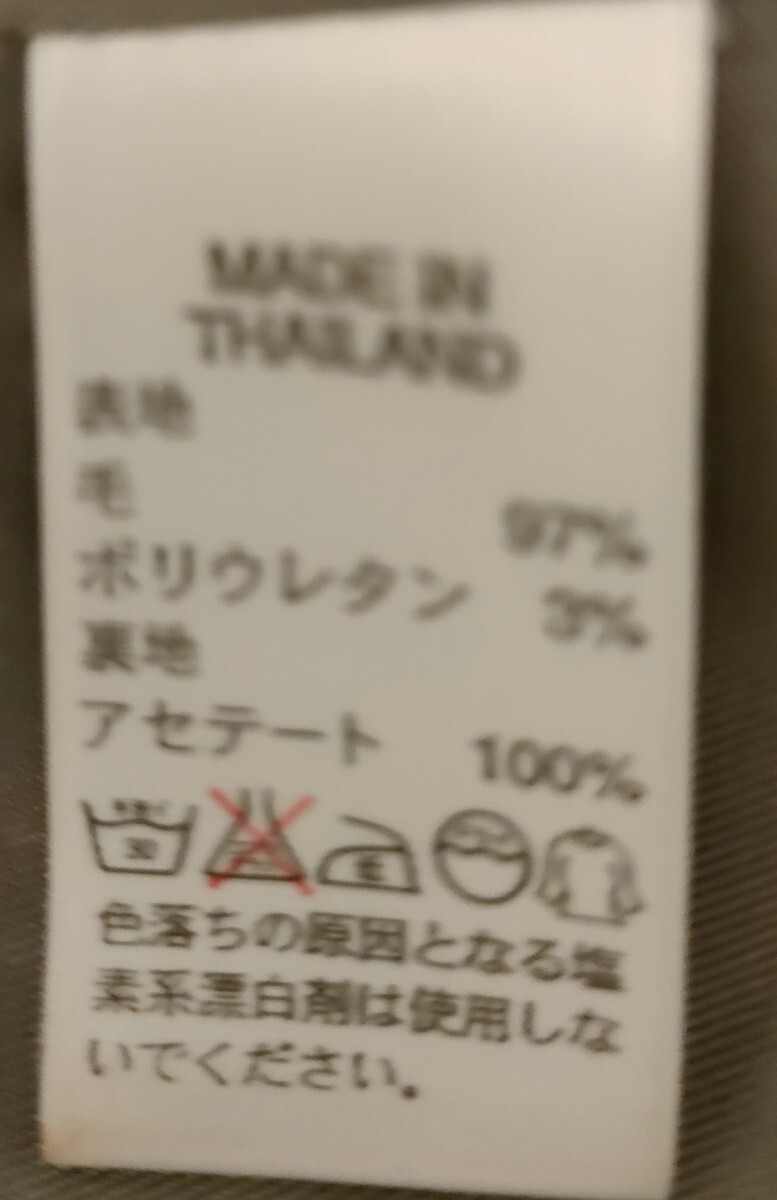 MADE IN
THAILAND
表地
毛 97%
ポリウレタン 3%
裏地
アセテート 100%
30
色落ちの原因となる塩
素系漂白剤は使用しな
いでください。